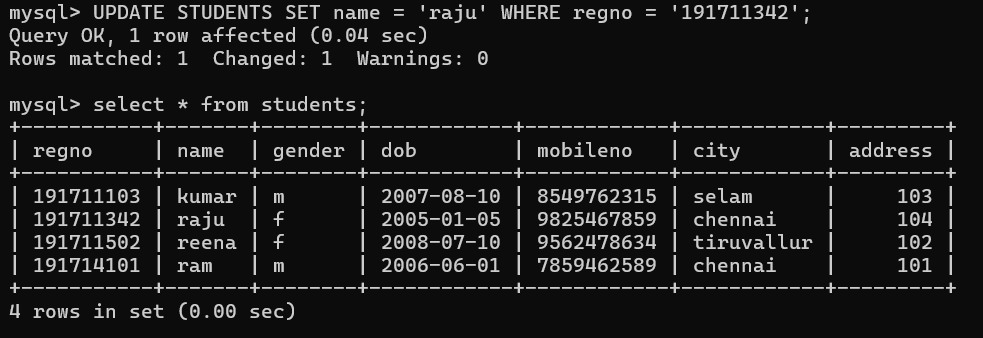 mysql> UPDATE STUDENTS SET name = 'raju' WHERE regno = '191711342';
Query OK, 1 row affected (0.04 sec)
Rows matched: 1  Changed: 1  Warnings: 0

mysql> select * from students;
+-----------+-------+--------+------------+------------+------------+---------+
| regno     | name  | gender | dob        | mobileno   | city       | address |
+-----------+-------+--------+------------+------------+------------+---------+
| 191711103 | kumar | m      | 2007-08-10 | 8549762315 | selam      |     103 |
| 191711342 | raju  | f      | 2005-01-05 | 9825467859 | chennai    |     104 |
| 191711502 | reena | f      | 2008-07-10 | 9562478634 | tiruvallur |     102 |
| 191714101 | ram   | m      | 2006-06-01 | 7859462589 | chennai    |     101 |
+-----------+-------+--------+------------+------------+------------+---------+
4 rows in set (0.00 sec)